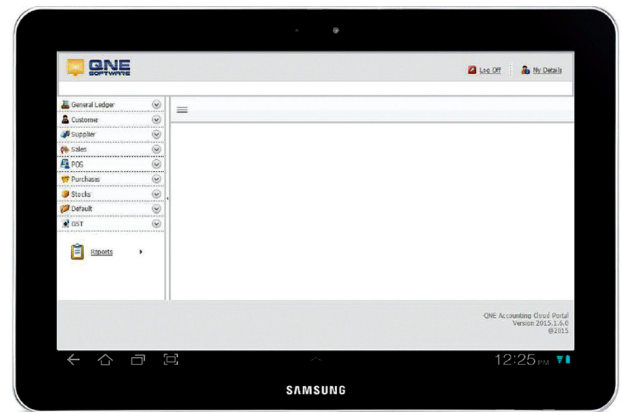 QNE
SOFTWARE
Log Off
My Details
General Ledger
Customer
Supplier
Sales
POS
Purchases
Stocks
Default
GST
Reports
QNE Accounting Cloud Portal
Version 2015.1.6.0
@2015
12:25 PM
SAMSUNG